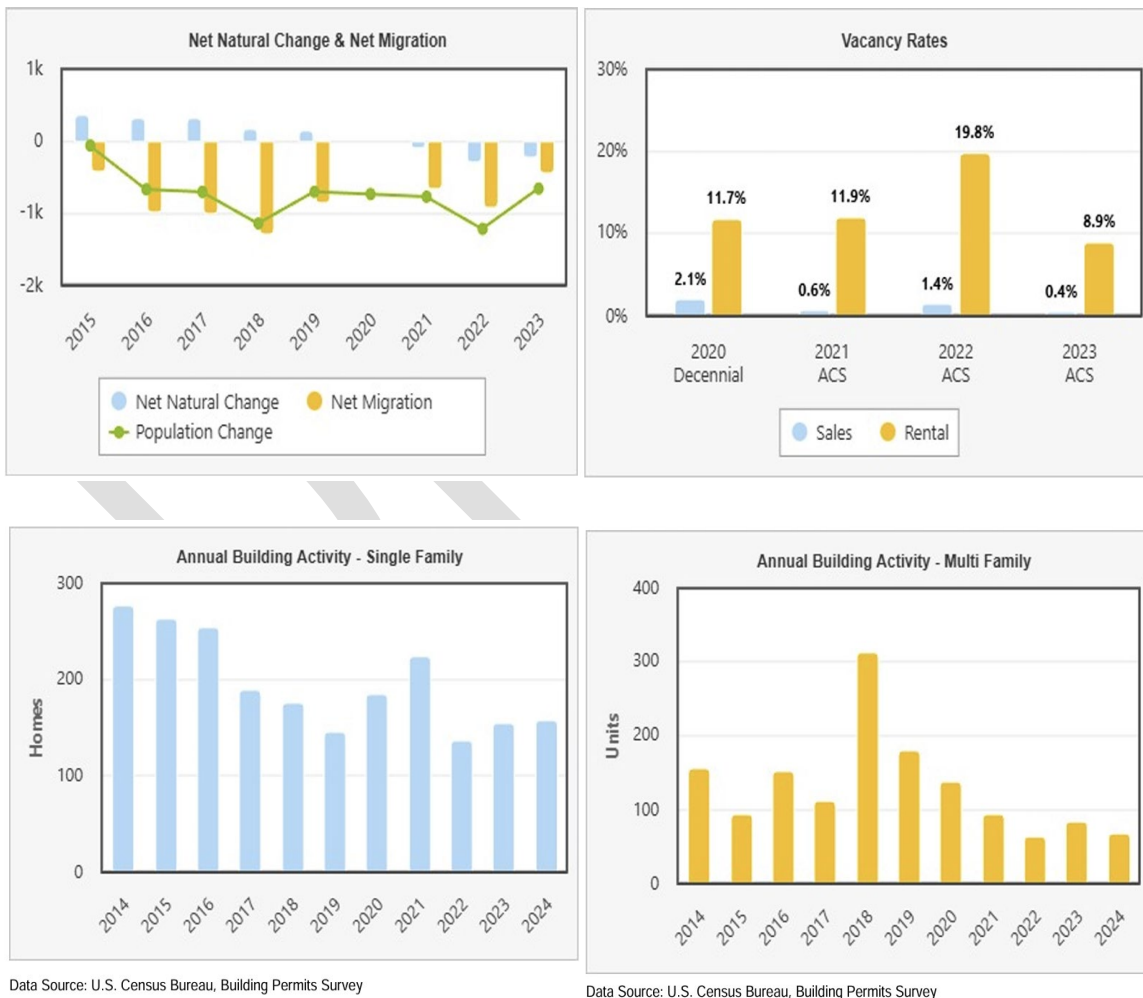 Net Natural Change & Net Migration
1k
0
-1k
-2k
2015
2016
2017
2018
2019
2020
2021
2022
2023
Net Natural Change
Net Migration
Population Change
Vacancy Rates
30%
20%
10%
0%
2.1%
11.7%
0.6%
11.9%
1.4%
19.8%
0.4%
8.9%
2020
Decennial
2021
ACS
2022
ACS
2023
ACS
Sales
Rental
Annual Building Activity - Single Family
Homes
300
200
100
0
2014
2015
2016
2017
2018
2019
2020
2021
2022
2023
2024
Data Source: U.S. Census Bureau, Building Permits Survey
Annual Building Activity - Multi Family
Units
400
300
200
100
0
2014
2015
2016
2017
2018
2019
2020
2021
2022
2023
2024
Data Source: U.S. Census Bureau, Building Permits Survey